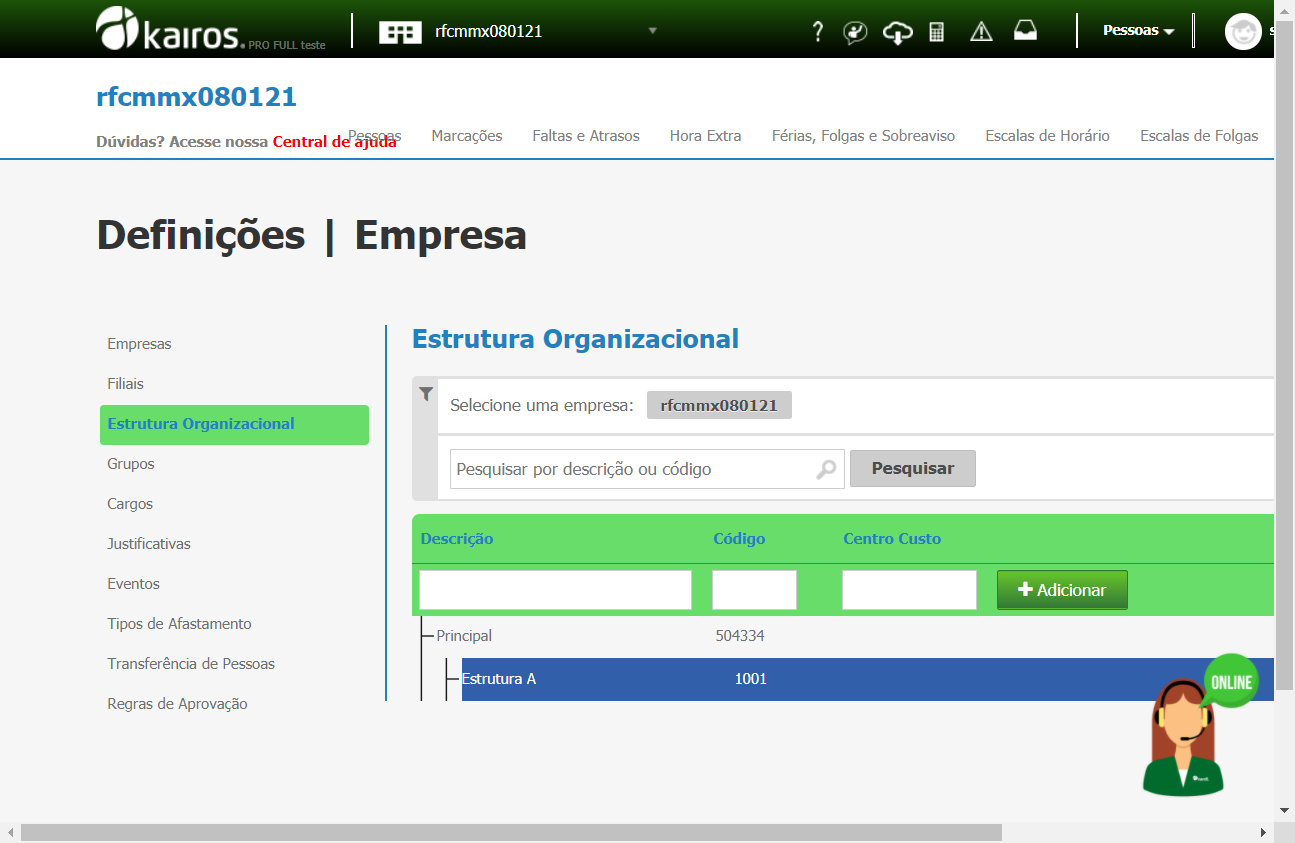 kairos. PRO FULL teste rfcmmx080121 ? Pessoas s
rfcmmx080121
Dúvidas? Acesse nossa Central de ajuda
Pessoas Marcações Faltas e Atrasos Hora Extra Férias, Folgas e Sobreaviso Escalas de Horário Escalas de Folgas
Definições | Empresa
Empresas
Filiais
Estrutura Organizacional
Grupos
Cargos
Justificativas
Eventos
Tipos de Afastamento
Transferência de Pessoas
Regras de Aprovação
Estrutura Organizacional
Selecione uma empresa: rfcmmx080121
Pesquisar por descrição ou código Pesquisar
Descrição Código Centro Custo
+ Adicionar
Principal 504334
Estrutura A 1001
ONLINE